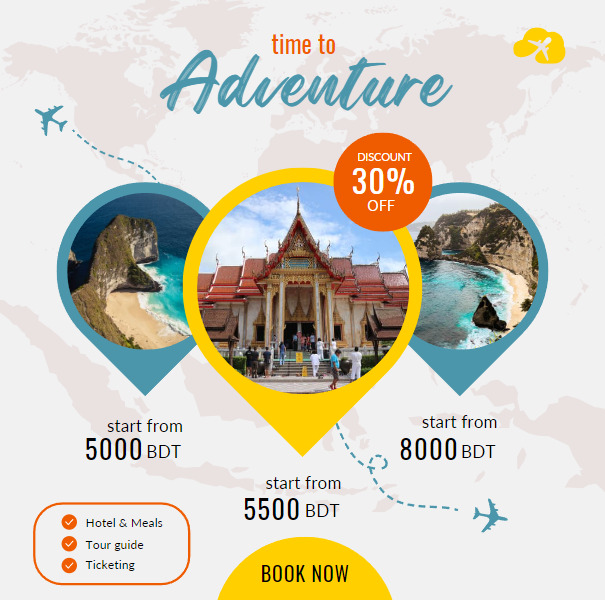 time to
Adventure
DISCOUNT
30%
OFF
start from
5000 BDT
start from
8000 BDT
start from
5500 BDT
Hotel & Meals
Tour guide
Ticketing
BOOK NOW